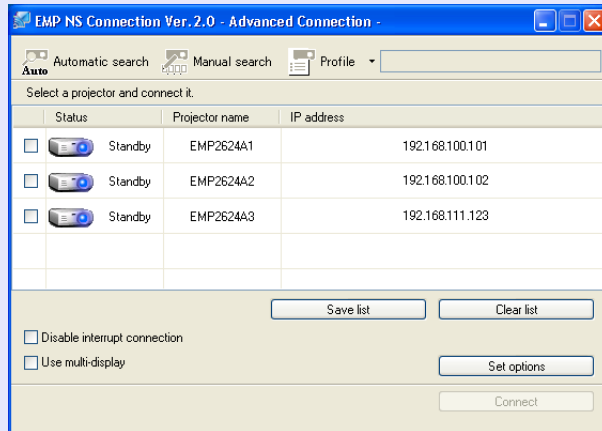 EMP NS Connection Ver. 2.0 - Advanced Connection -
Auto Automatic search Manual search Profile
Select a projector and connect it.
Status Projector name IP address
Standby EMP2624A1 192.168.100.101
Standby EMP2624A2 192.168.100.102
Standby EMP2624A3 192.168.111.123
Save list Clear list
Disable interrupt connection
Use multi-display
Set options
Connect